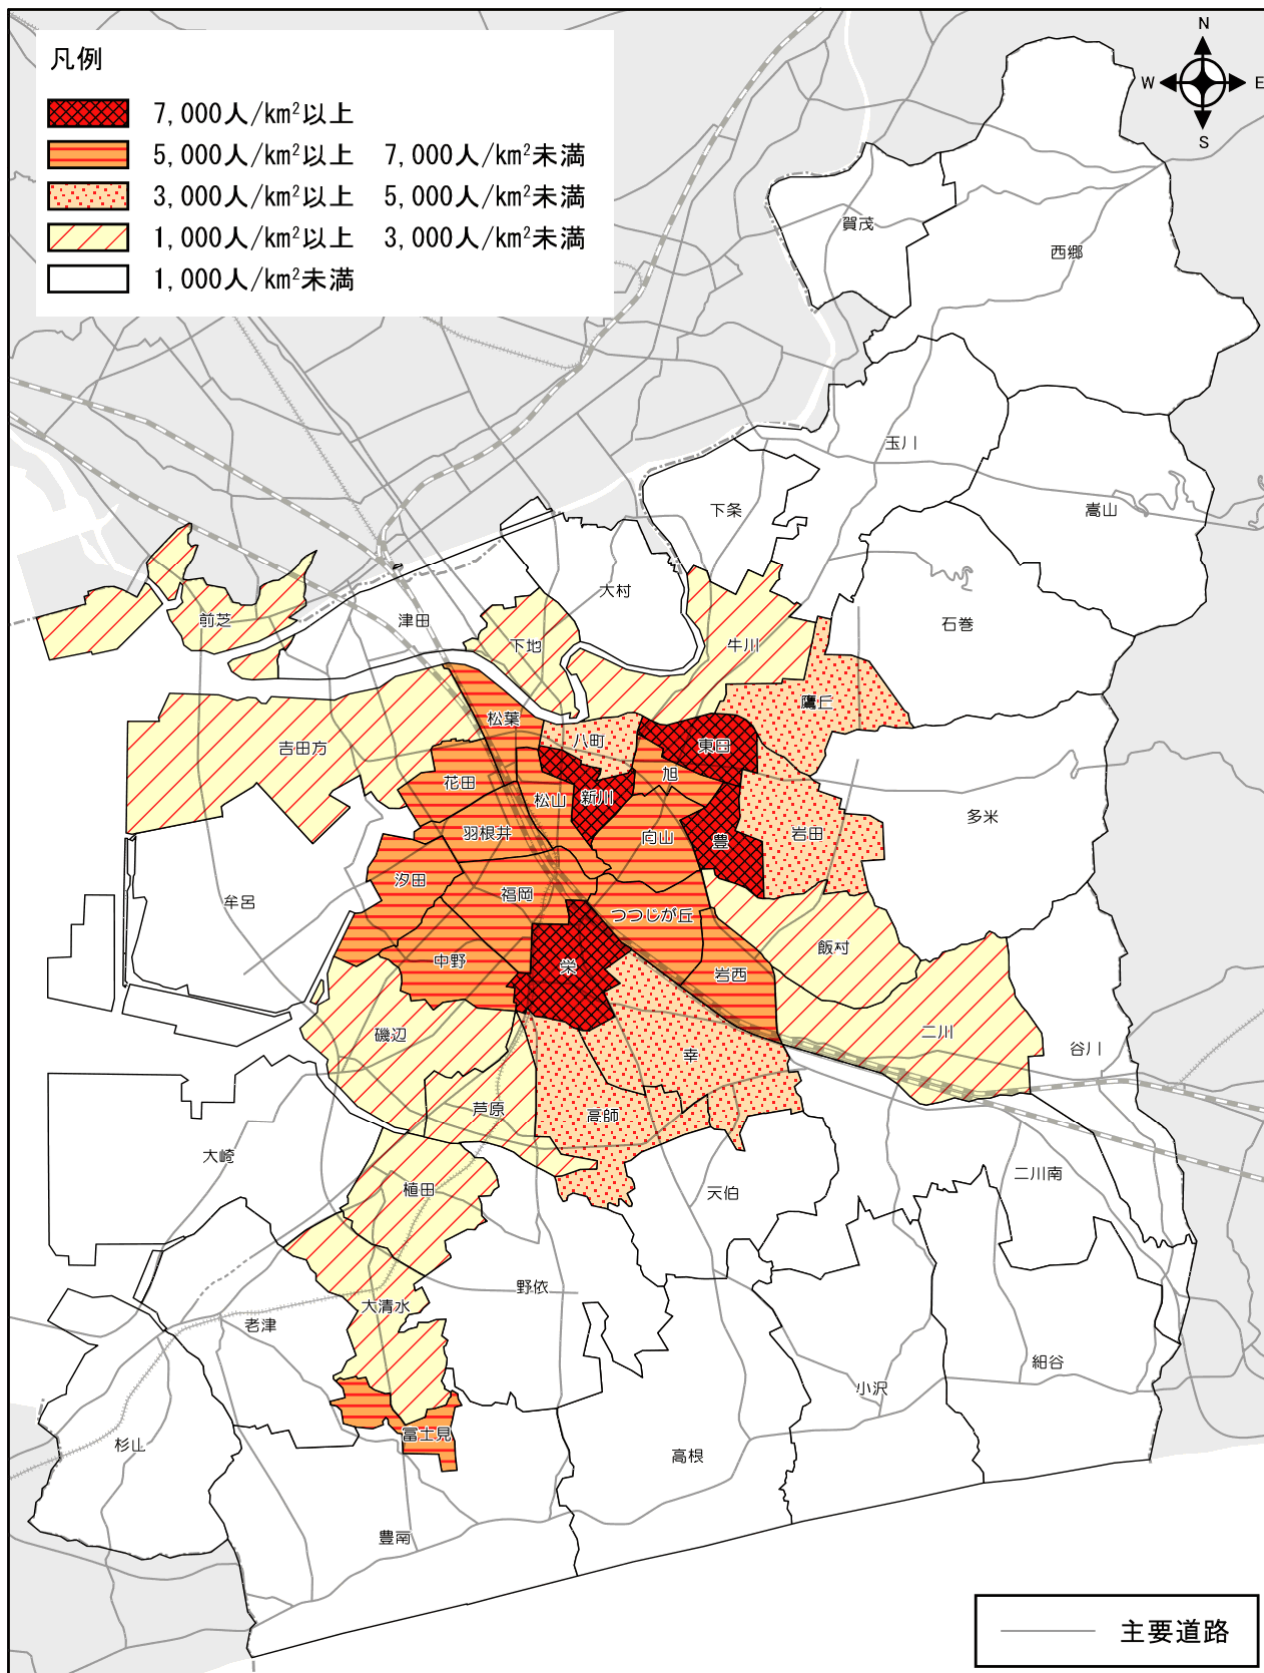 凡例
7,000人/km²以上
5,000人/km²以上 7,000人/km²未満
3,000人/km²以上 5,000人/km²未満
1,000人/km²以上 3,000人/km²未満
1,000人/km²未満
N
W E
S
賀茂
西郷
玉川
下条
嵩山
大村
津田
前芝
下地
牛川
石巻
鷹丘
松葉
八町
東田
吉田方
花田
旭
松山
新川
多米
羽根井
向山
豊
岩田
汐田
福岡
牟呂
つつじが丘
飯村
中野
栄
岩西
二川
磯辺
幸
谷川
芦原
高師
大崎
植田
天伯
二川南
野依
大清水
老津
細谷
小沢
富士見
杉山
高根
豊南
主要道路